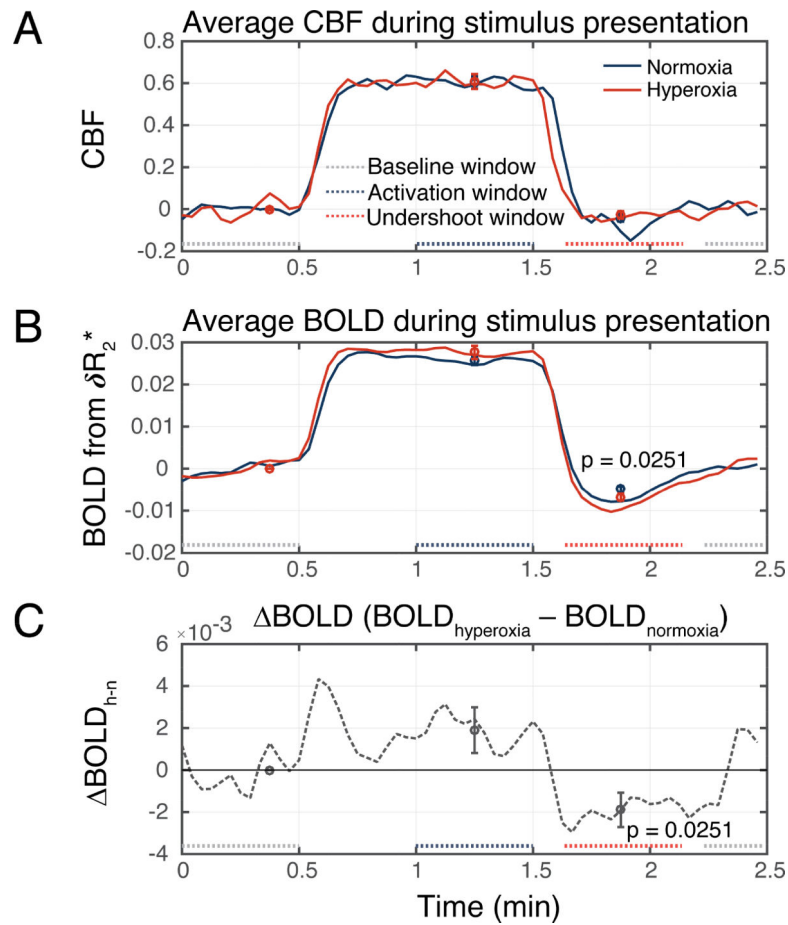 A
Average CBF during stimulus presentation
0.8
0.6
0.4
0.2
0
-0.2
CBF
Normoxia
Hyperoxia
Baseline window
Activation window
Undershoot window
0 0.5 1 1.5 2 2.5
B
Average BOLD during stimulus presentation
0.03
0.02
0.01
0
-0.01
-0.02
BOLD from δR₂*
p = 0.0251
0 0.5 1 1.5 2 2.5
C
×10⁻³
ΔBOLD (BOLD_hyperoxia – BOLD_normoxia)
6
4
2
0
-2
-4
ΔBOLD_h-n
p = 0.0251
0 0.5 1 1.5 2 2.5
Time (min)